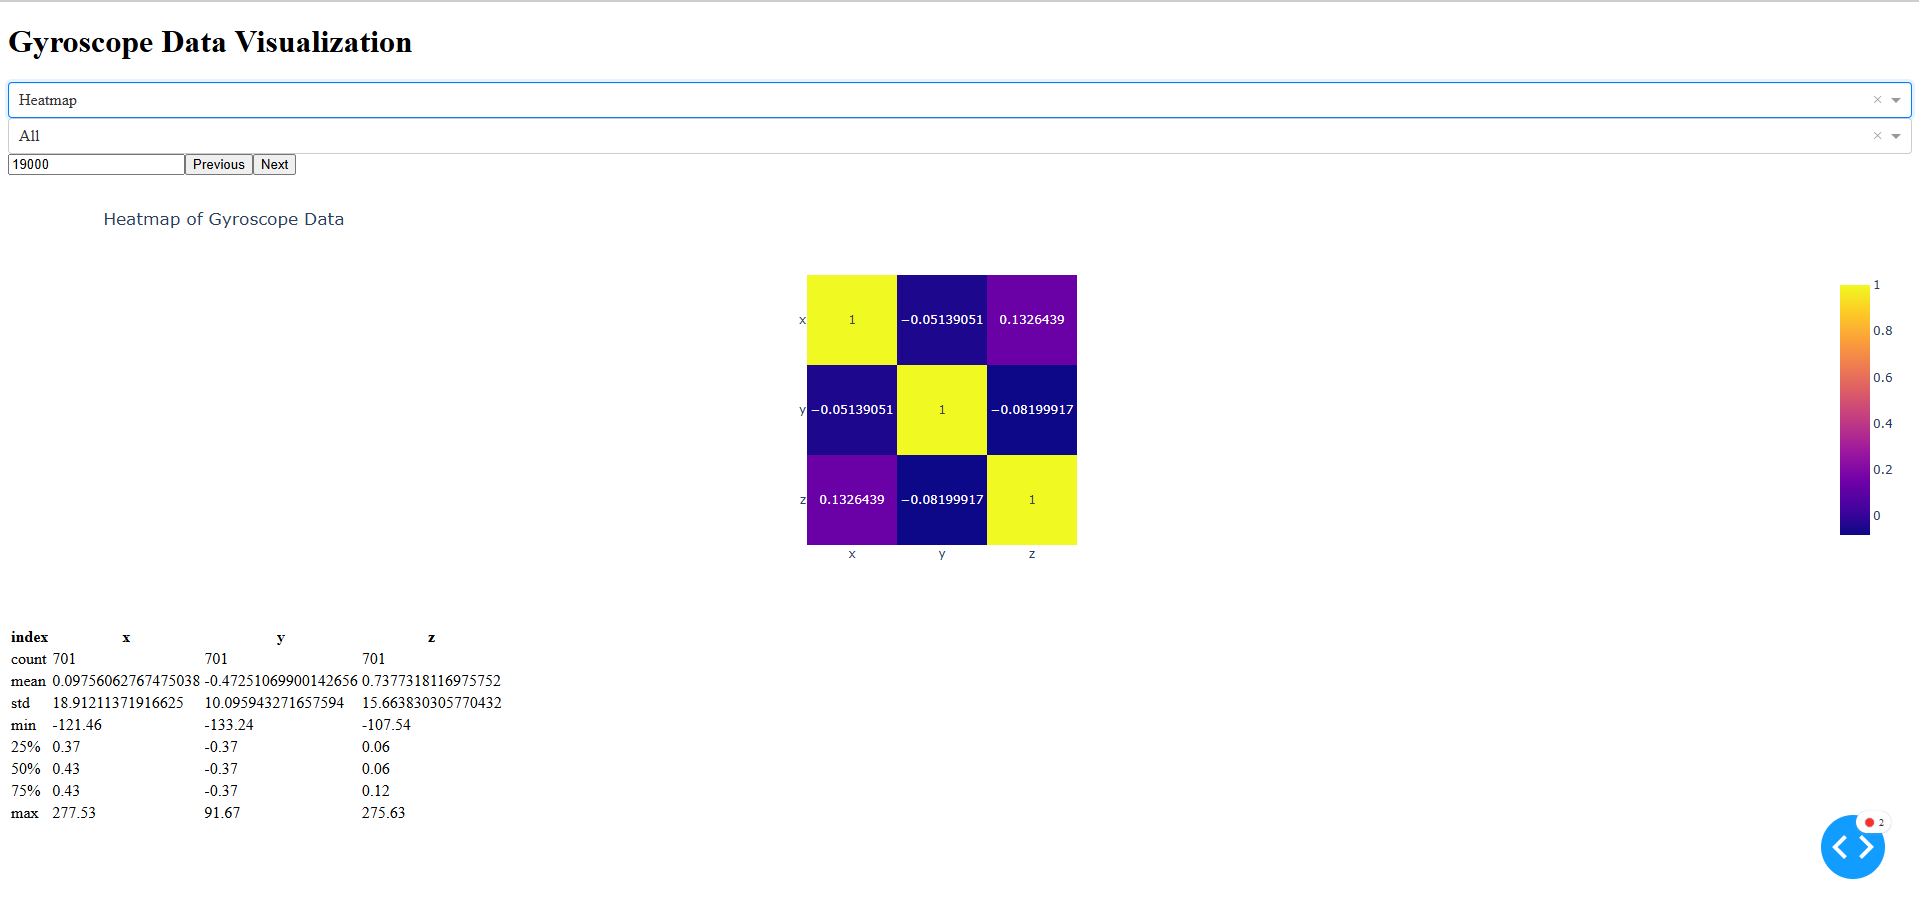 Gyroscope Data Visualization
Heatmap
All
19000 Previous Next
Heatmap of Gyroscope Data
x 1 −0.05139051 0.1326439
y −0.05139051 1 −0.08199917
z 0.1326439 −0.08199917 1
x y z
1
0.8
0.6
0.4
0.2
0
index x y z
count 701 701 701
mean 0.09756062767475038 -0.47251069900142656 0.7377318116975752
std 18.91211371916625 10.095943271657594 15.663830305770432
min -121.46 -133.24 -107.54
25% 0.37 -0.37 0.06
50% 0.43 -0.37 0.06
75% 0.43 -0.37 0.12
max 277.53 91.67 275.63
2